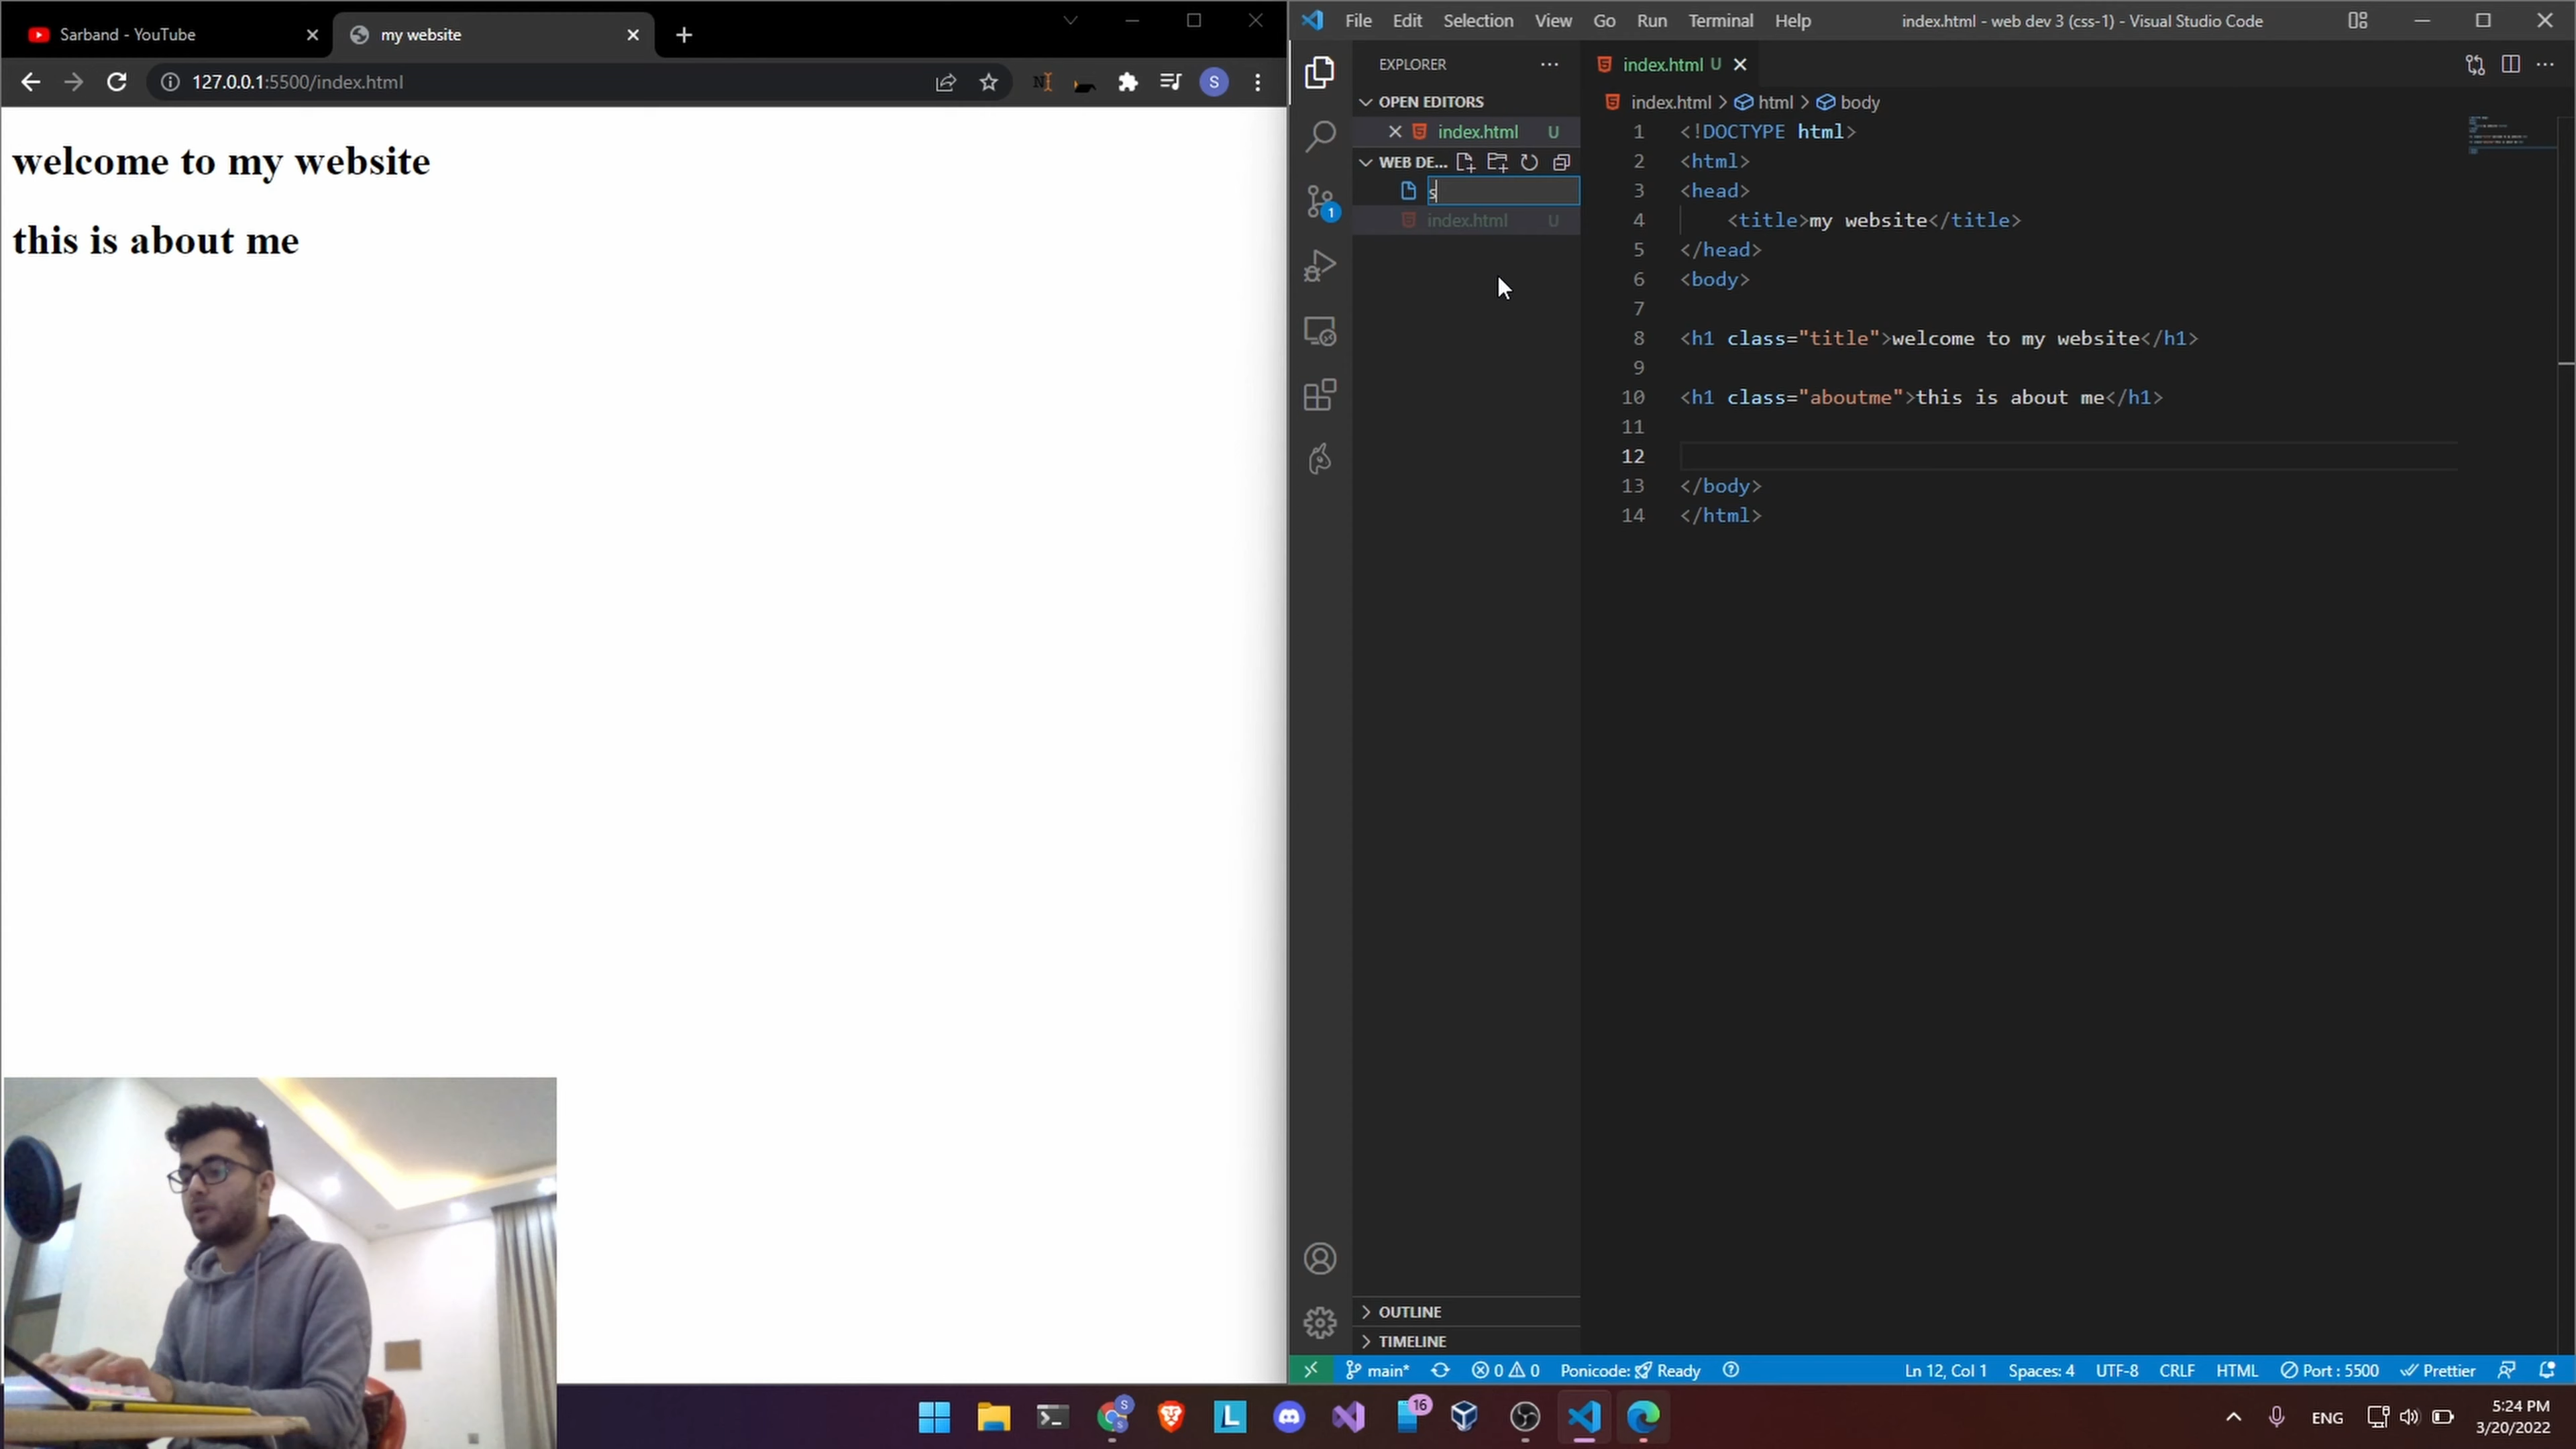 Sarband - YouTube
my website
127.0.0.1:5500/index.html
S
welcome to my website
this is about me
File Edit Selection View Go Run Terminal Help
index.html - web dev 3 (css-1) - Visual Studio Code
EXPLORER
OPEN EDITORS
index.html U
WEB DE...
s
index.html U
1
index.html U
index.html > html > body
1 <!DOCTYPE html>
2 <html>
3 <head>
4 <title>my website</title>
5 </head>
6 <body>
7
8 <h1 class="title">welcome to my website</h1>
9
10 <h1 class="aboutme">this is about me</h1>
11
12
13 </body>
14 </html>
OUTLINE
TIMELINE
main* 0 0 Ponicode: Ready
Ln 12, Col 1 Spaces: 4 UTF-8 CRLF HTML Port : 5500 Prettier
S
L
16
ENG
5:24 PM
3/20/2022